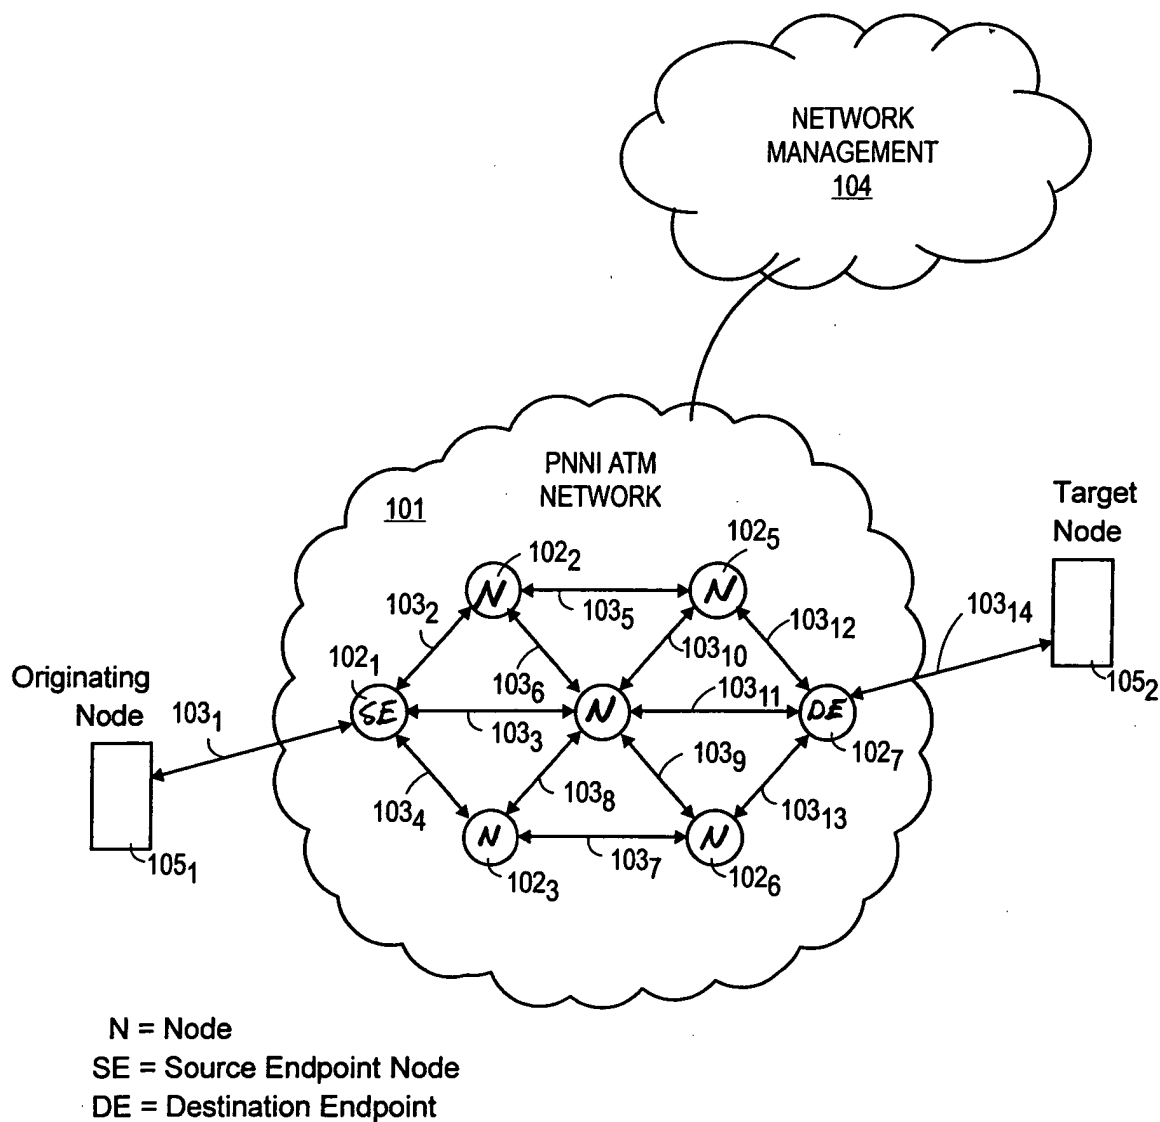 NETWORK
MANAGEMENT
104
PNNI ATM
NETWORK
101
Target
Node
102₂
102₅
103₂
103₅
103₁₂
103₁₄
102₁
103₁₀
Originating
Node
103₁
103₆
103₁₁
105₂
N
N
SE
N
DE
103₃
102₇
103₉
103₄
103₈
103₁₃
N
N
105₁
102₃
103₇
102₆
N = Node
SE = Source Endpoint Node
DE = Destination Endpoint